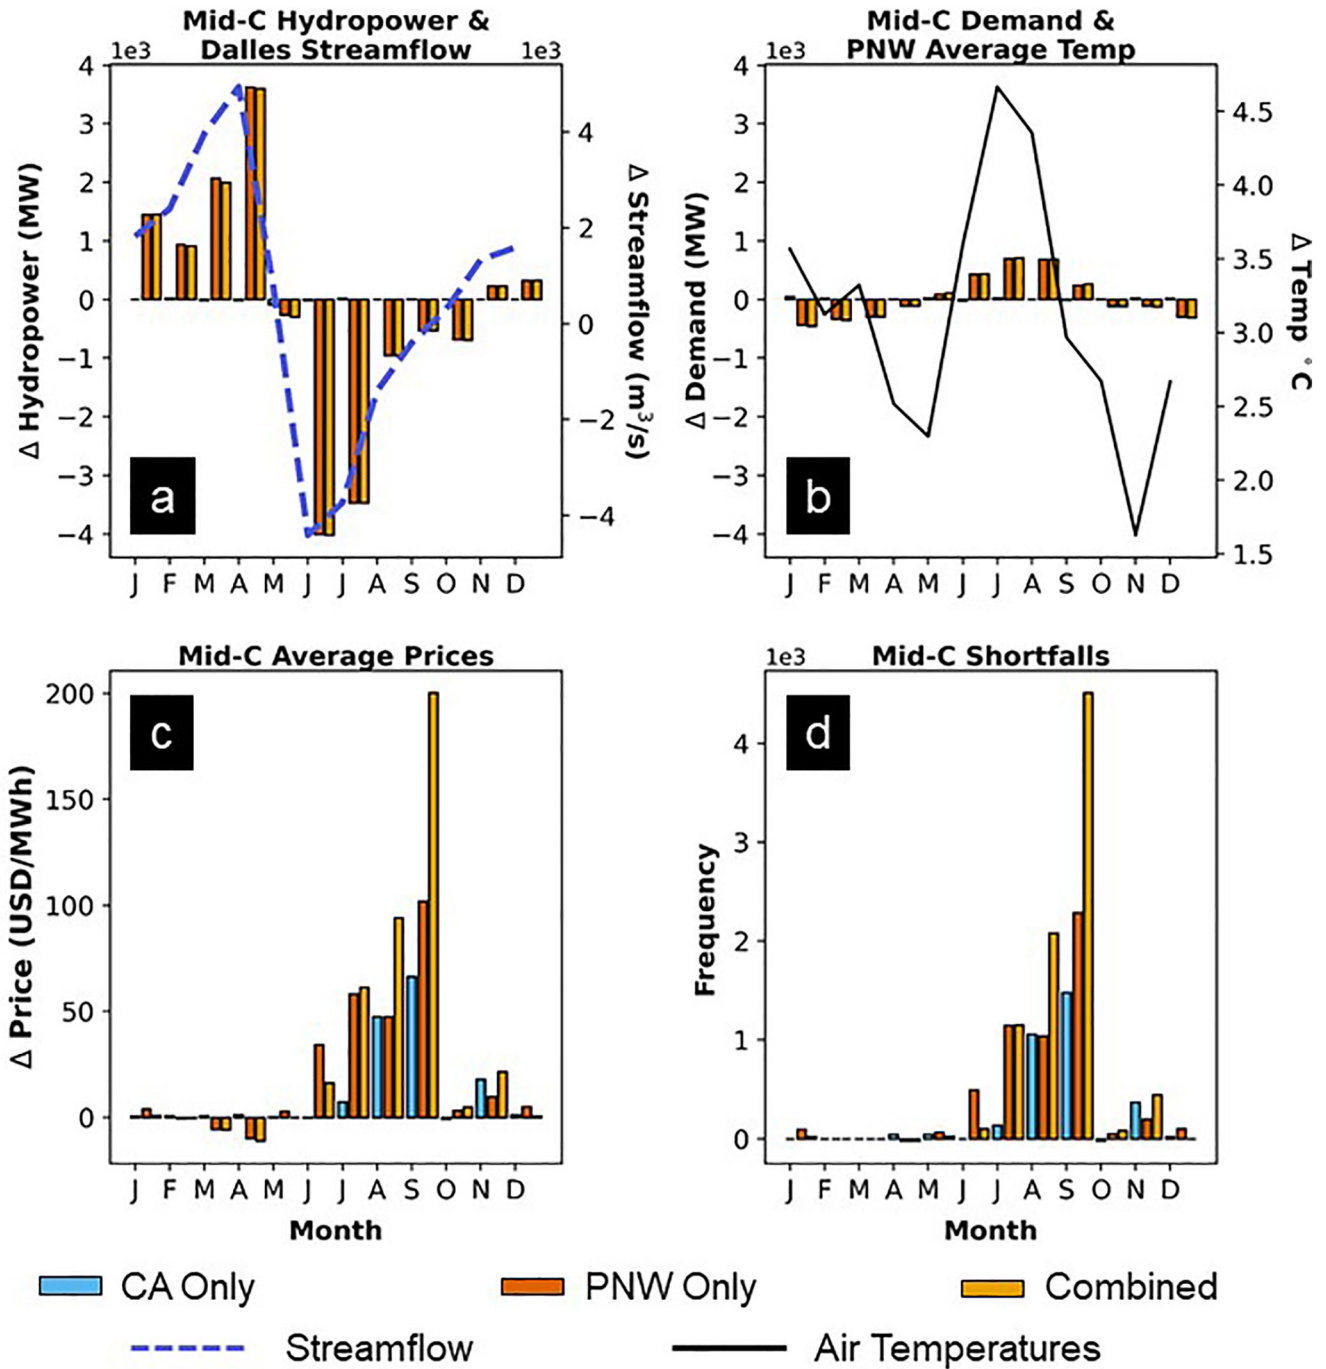 Mid-C Hydropower &
Dalles Streamflow
1e3
1e3
Δ Hydropower (MW)
4
3
2
1
0
−1
−2
−3
−4
Δ Streamflow (m³/s)
4
2
0
−2
−4
a
J F M A M J J A S O N D
Mid-C Demand &
PNW Average Temp
1e3
Δ Demand (MW)
4
3
2
1
0
−1
−2
−3
−4
Δ Temp °C
4.5
4.0
3.5
3.0
2.5
2.0
1.5
b
J F M A M J J A S O N D
Mid-C Average Prices
Δ Price (USD/MWh)
200
150
100
50
0
c
J F M A M J J A S O N D
Month
Mid-C Shortfalls
1e3
Frequency
4
3
2
1
0
d
J F M A M J J A S O N D
Month
CA Only
PNW Only
Combined
Streamflow
Air Temperatures